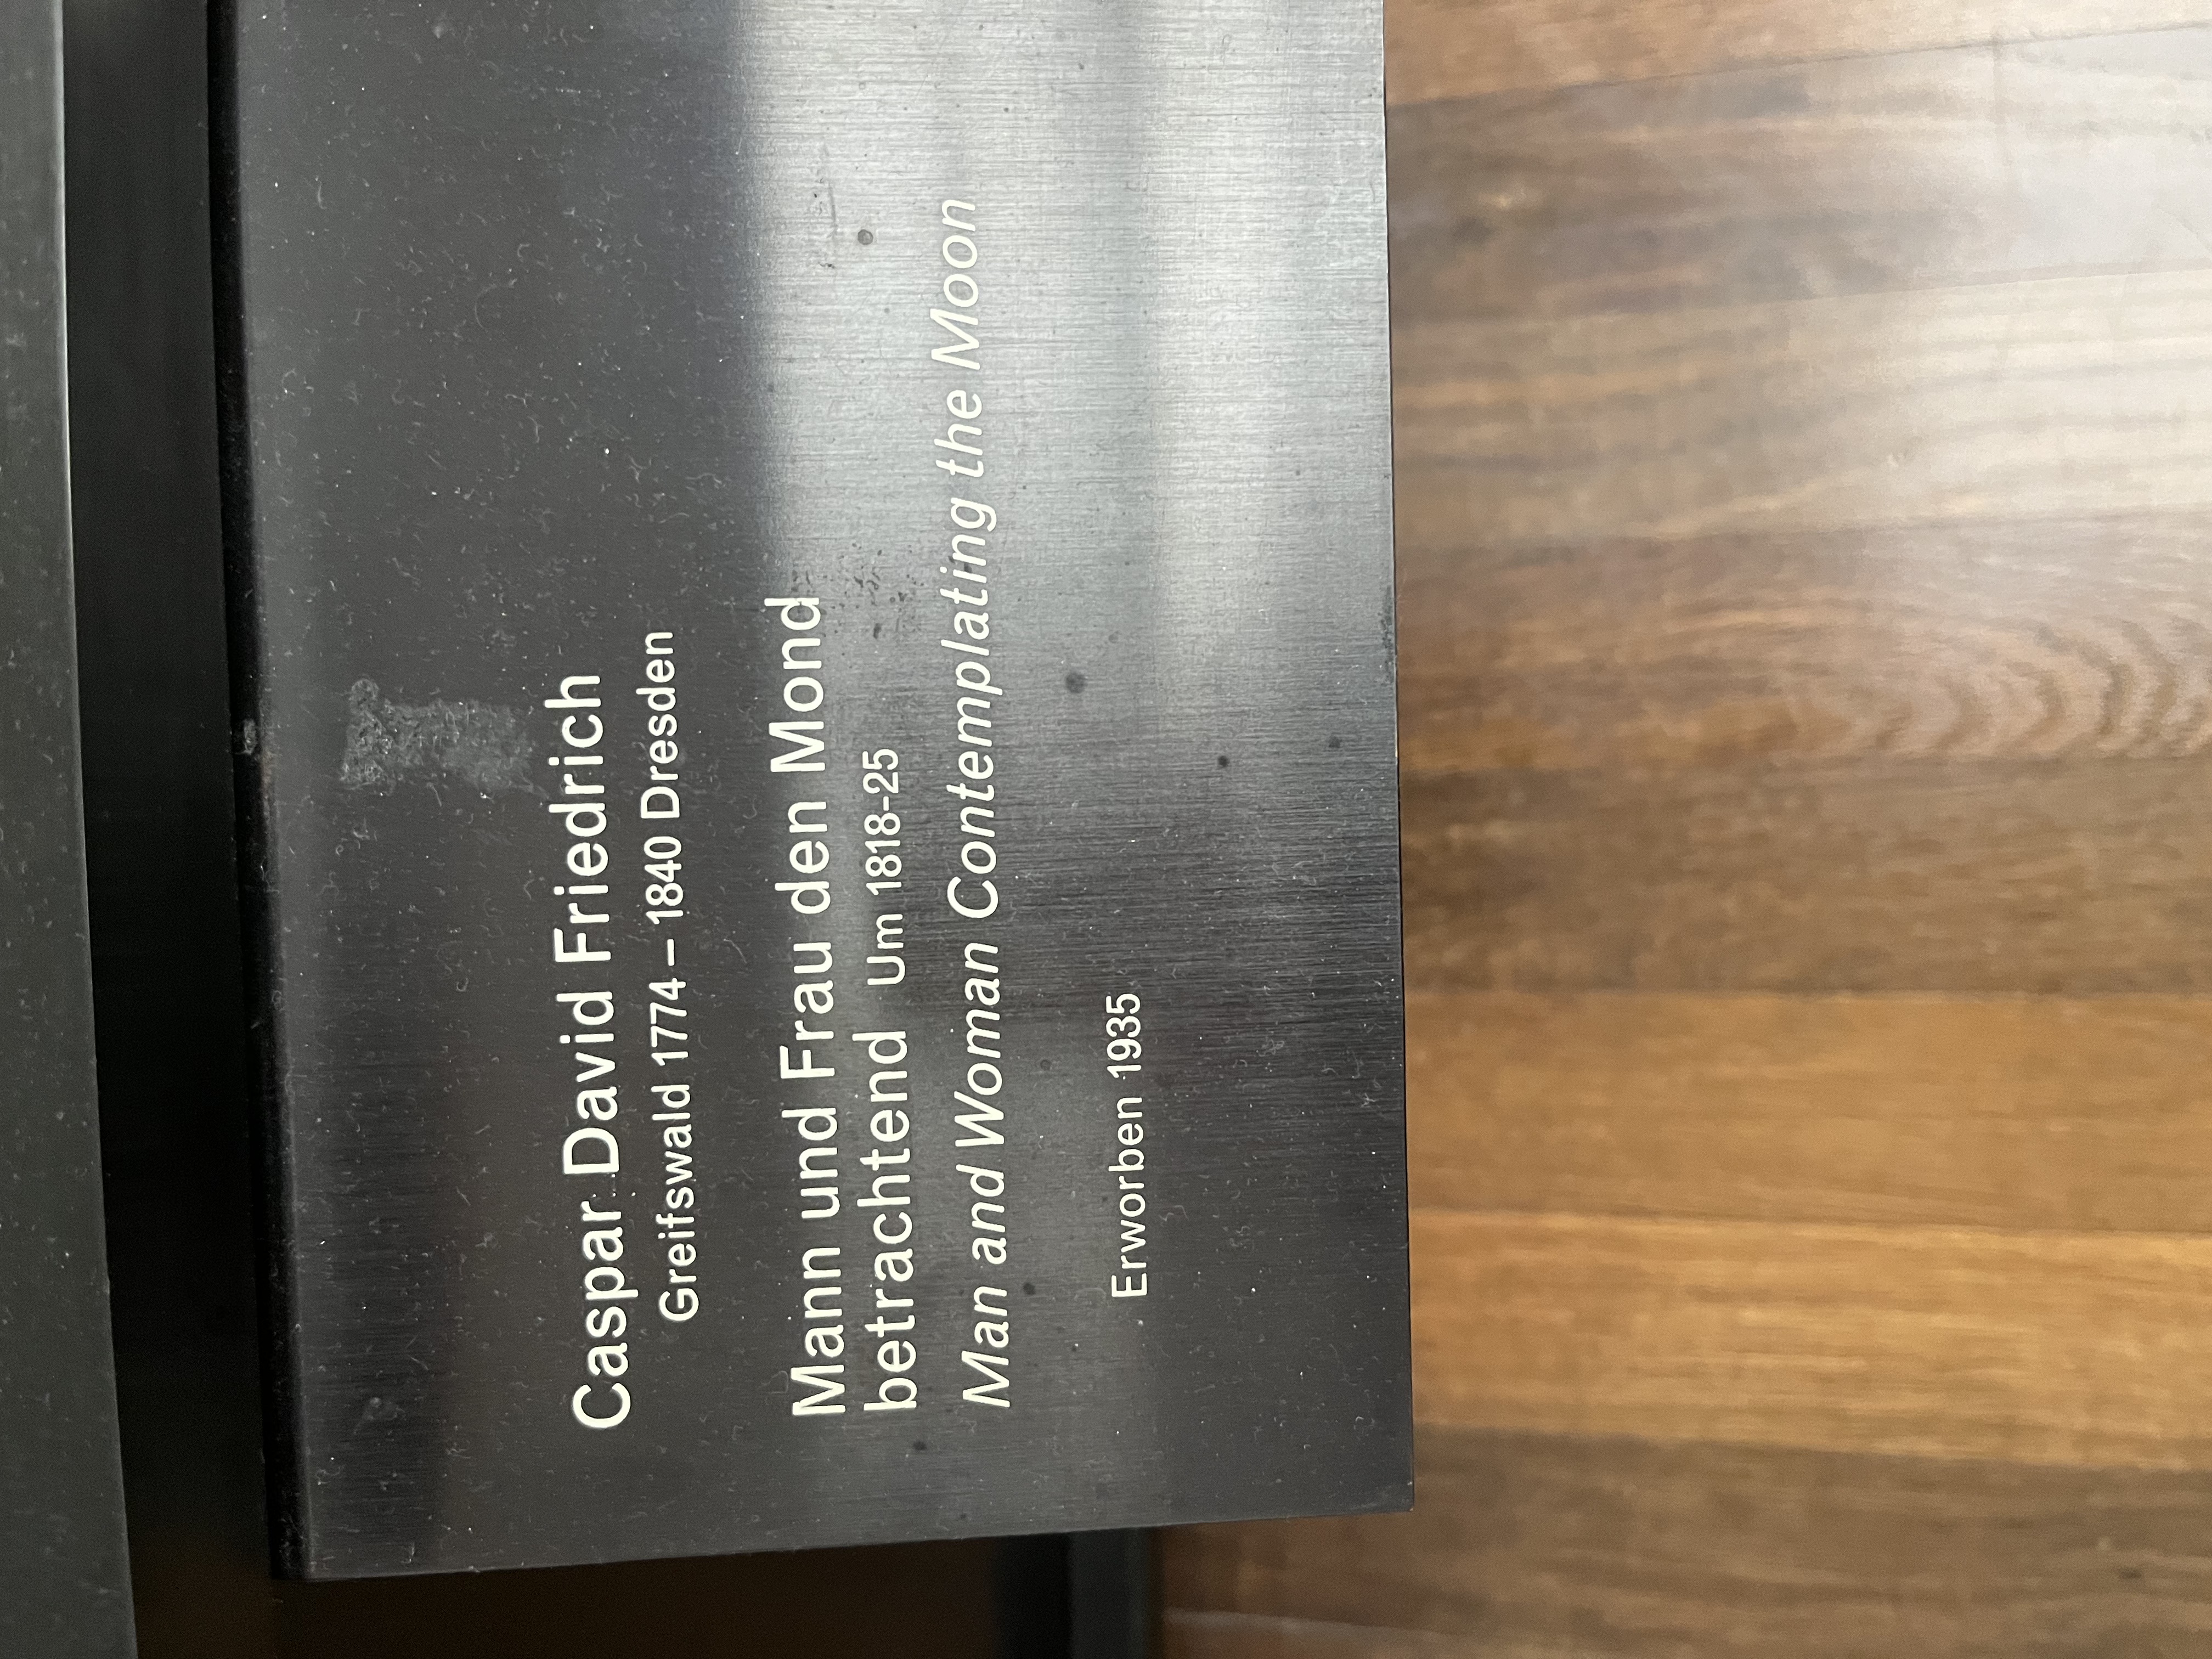 Caspar David Friedrich
Greifswald 1774 – 1840 Dresden
Mann und Frau den Mond
betrachtend Um 1818-25
Man and Woman Contemplating the Moon
Erworben 1935